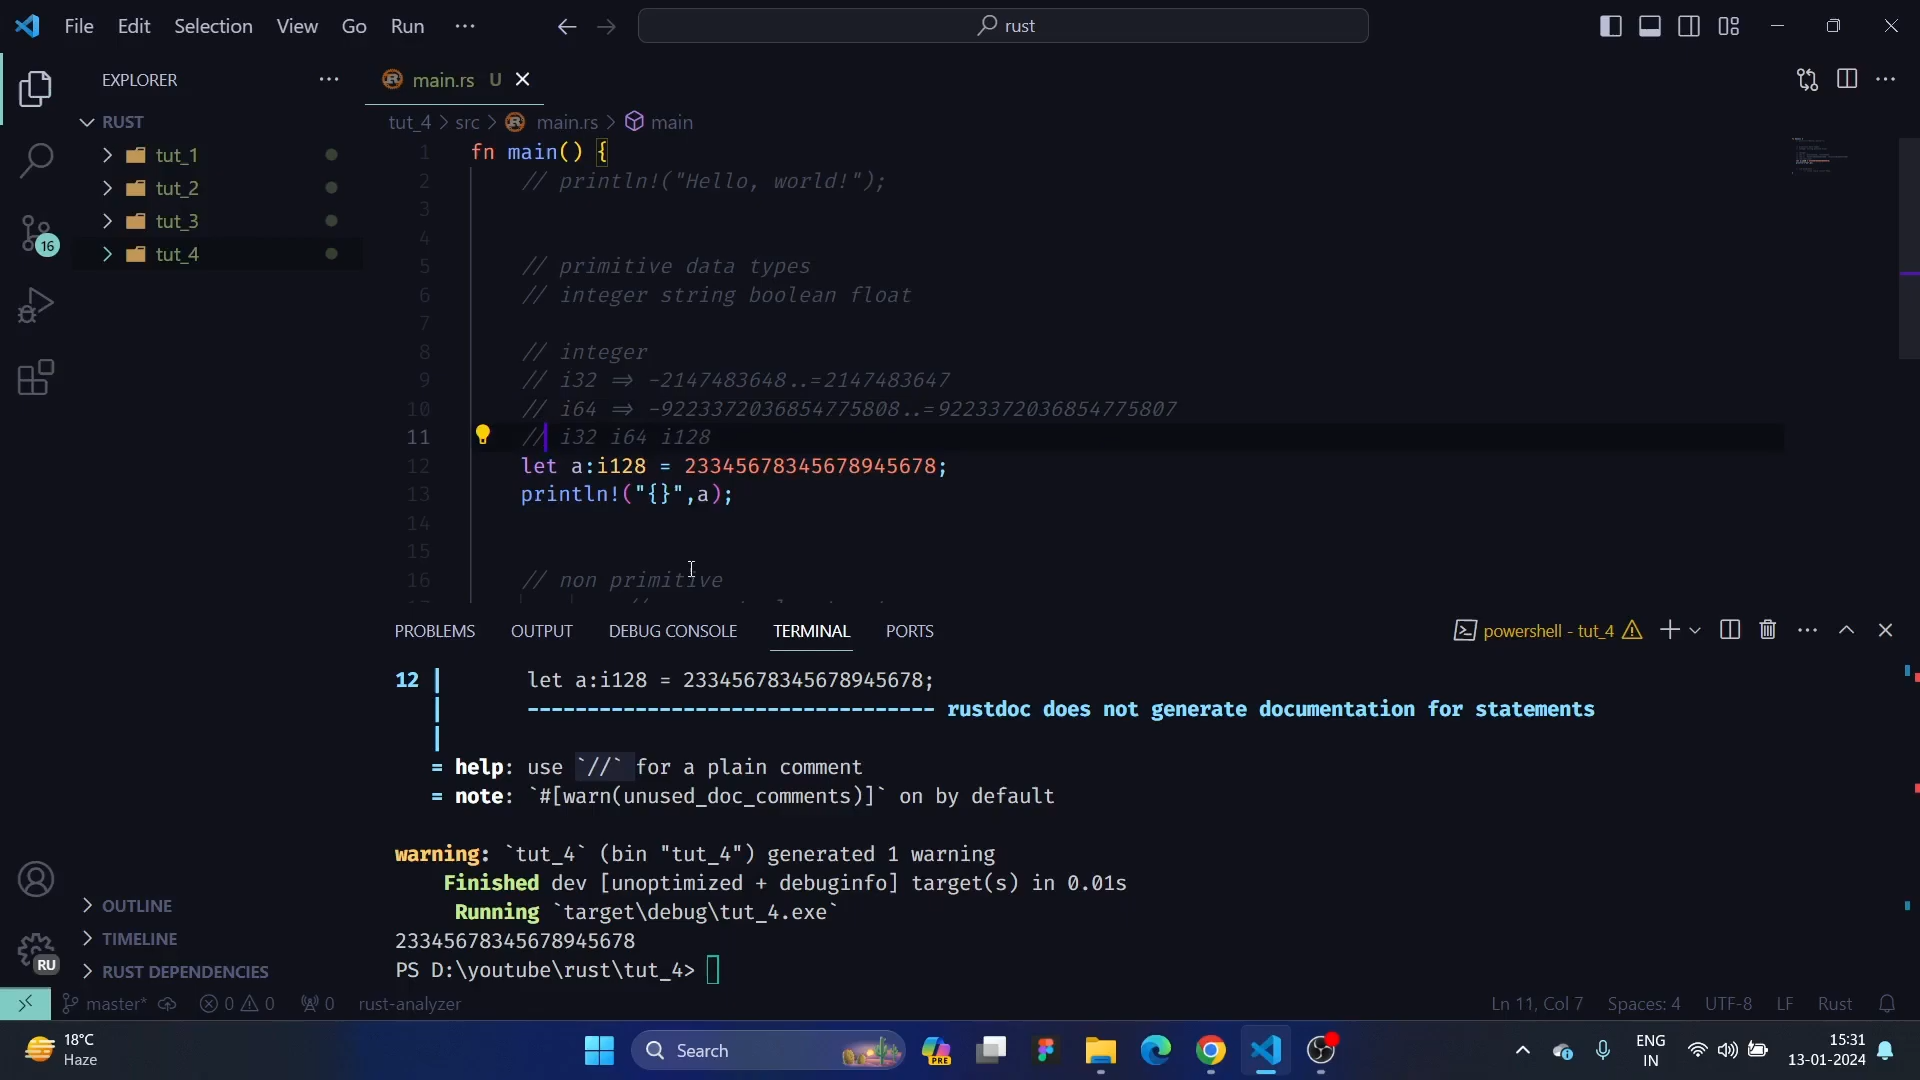 File Edit Selection View Go Run ···
rust
EXPLORER
RUST
tut_1
tut_2
tut_3
tut_4
16
OUTLINE
TIMELINE
RUST DEPENDENCIES
RU
main.rs U
tut_4 > src > main.rs > main
1 fn main() {
2 // println!("Hello, world!");
3
4
5 // primitive data types
6 // integer string boolean float
7
8 // integer
9 // i32 => -2147483648..=2147483647
10 // i64 => -9223372036854775808..=9223372036854775807
11 // i32 i64 i128
12 let a:i128 = 23345678345678945678;
13 println!("{}",a);
14
15
16 // non primitive
PROBLEMS OUTPUT DEBUG CONSOLE TERMINAL PORTS
powershell - tut_4
12 | let a:i128 = 23345678345678945678;
| ---------------------------------- rustdoc does not generate documentation for statements
|
= help: use `//` for a plain comment
= note: `#[warn(unused_doc_comments)]` on by default
warning: `tut_4` (bin "tut_4") generated 1 warning
Finished dev [unoptimized + debuginfo] target(s) in 0.01s
Running `target\debug\tut_4.exe`
23345678345678945678
PS D:\youtube\rust\tut_4>
master* 0 0 0 rust-analyzer
Ln 11, Col 7 Spaces: 4 UTF-8 LF Rust
18°C
Haze
Search
PRE
ENG
IN
15:31
13-01-2024